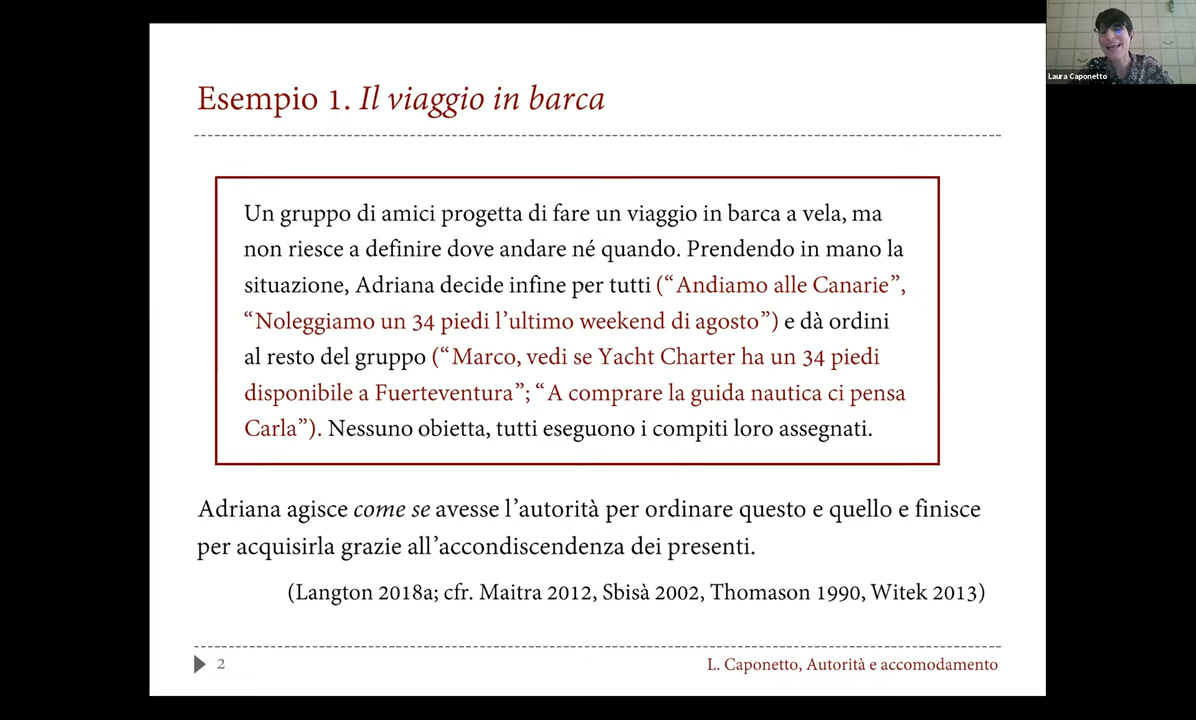 Laura Caponetto
Esempio 1. Il viaggio in barca
Un gruppo di amici progetta di fare un viaggio in barca a vela, ma
non riesce a definire dove andare né quando. Prendendo in mano la
situazione, Adriana decide infine per tutti (“Andiamo alle Canarie”,
“Noleggiamo un 34 piedi l’ultimo weekend di agosto”) e dà ordini
al resto del gruppo (“Marco, vedi se Yacht Charter ha un 34 piedi
disponibile a Fuerteventura”; “A comprare la guida nautica ci pensa
Carla”). Nessuno obietta, tutti eseguono i compiti loro assegnati.
Adriana agisce come se avesse l’autorità per ordinare questo e quello e finisce
per acquisirla grazie all’accondiscendenza dei presenti.
(Langton 2018a; cfr. Maitra 2012, Sbisà 2002, Thomason 1990, Witek 2013)
2
L. Caponetto, Autorità e accomodamento